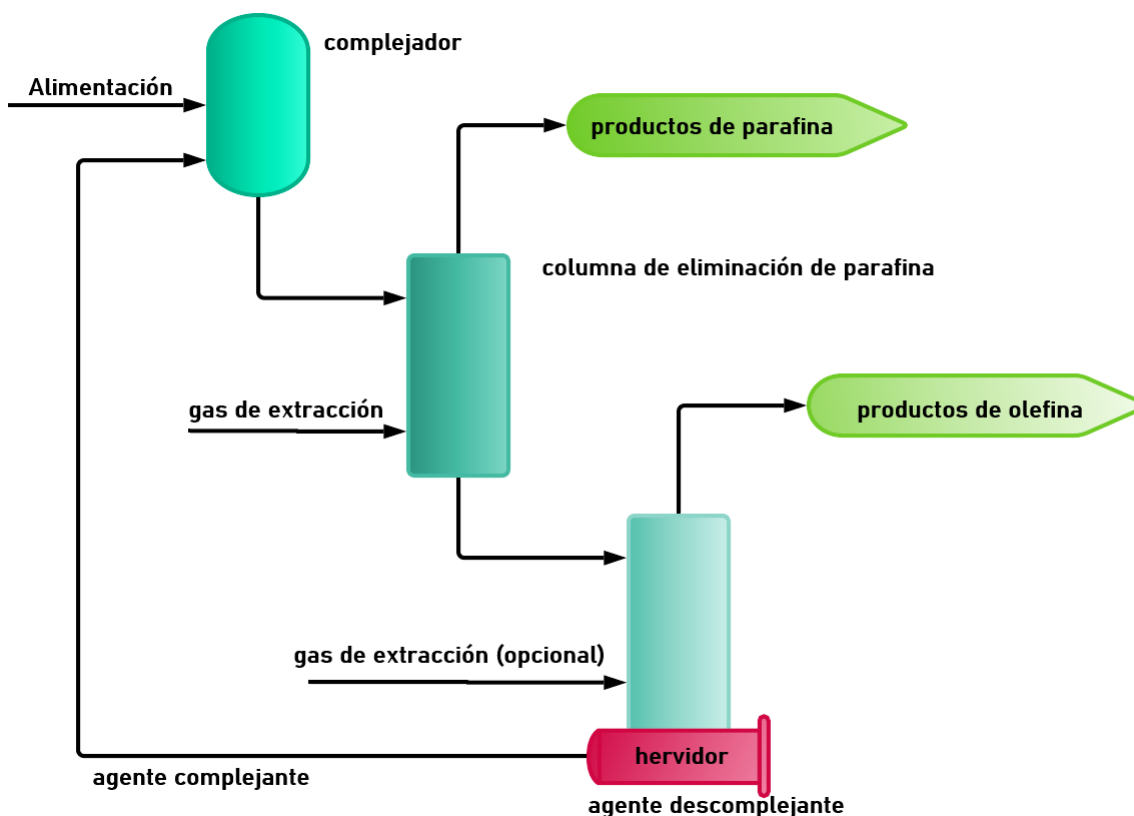 complejador
Alimentación
productos de parafina
columna de eliminación de parafina
gas de extracción
productos de olefina
gas de extracción (opcional)
hervidor
agente complejante
agente descomplejante